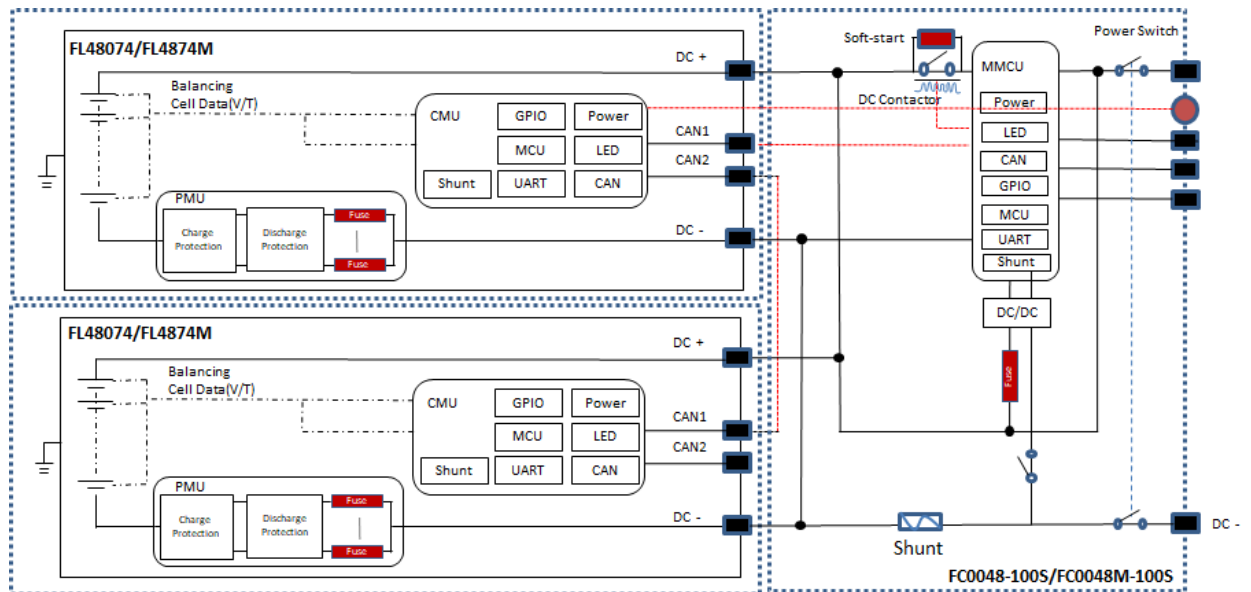 FL48074/FL4874M
DC +
Balancing
Cell Data(V/T)
CMU
GPIO
Power
MCU
LED
Shunt
UART
CAN
CAN1
CAN2
PMU
Charge
Protection
Discharge
Protection
Fuse
Fuse
DC -
FL48074/FL4874M
DC +
Balancing
Cell Data(V/T)
CMU
GPIO
Power
MCU
LED
Shunt
UART
CAN
CAN1
CAN2
PMU
Charge
Protection
Discharge
Protection
Fuse
Fuse
DC -
Soft-start
DC Contactor
MMCU
Power
LED
CAN
GPIO
MCU
UART
Shunt
DC/DC
Fuse
Power Switch
Shunt
DC -
FC0048-100S/FC0048M-100S